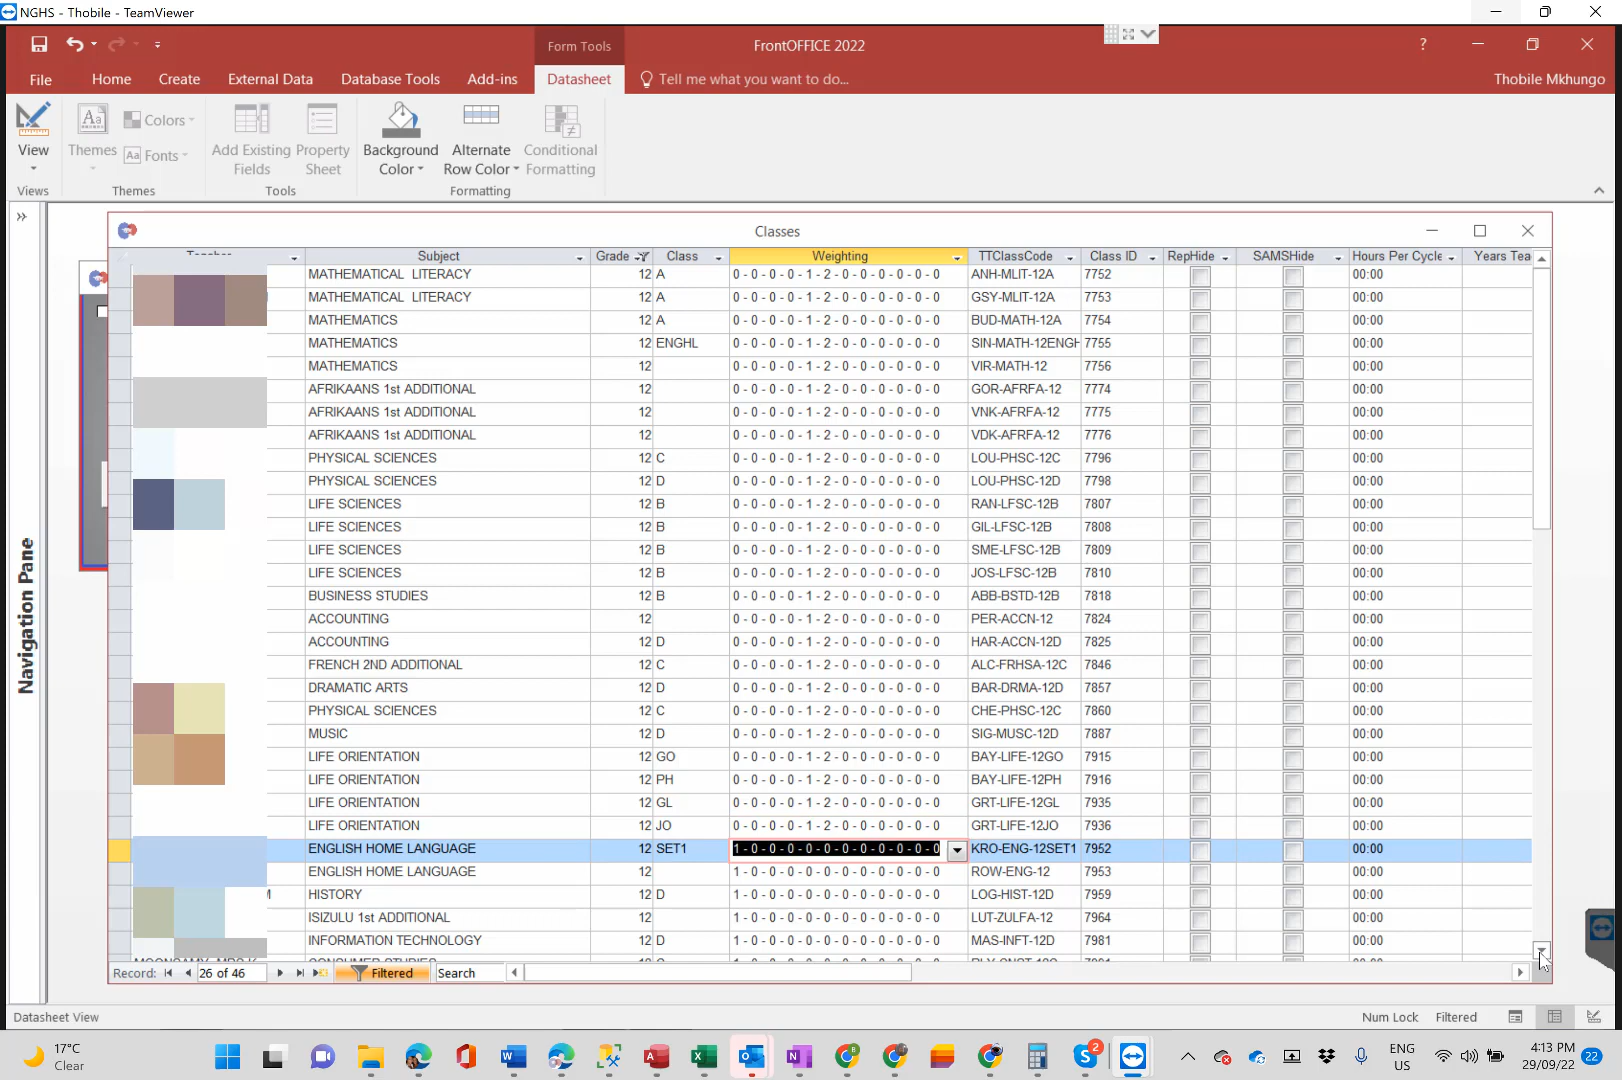 NGHS - Thobile - TeamViewer
Form Tools
FrontOFFICE 2022
File Home Create External Data Database Tools Add-ins Datasheet Tell me what you want to do... Thobile Mkhungo
View Themes Colors Fonts Add Existing Fields Property Sheet Background Color Alternate Row Color Conditional Formatting
Views Themes Tools Formatting
Classes
Subject Grade Class Weighting TTClassCode Class ID RepHide SAMSHide Hours Per Cycle Years Tea
MATHEMATICAL LITERACY 12 A 0-0-0-0-1-2-0-0-0-0-0-0 ANH-MLIT-12A 7752 00:00
MATHEMATICAL LITERACY 12 A 0-0-0-0-1-2-0-0-0-0-0-0 GSY-MLIT-12A 7753 00:00
MATHEMATICS 12 A 0-0-0-0-1-2-0-0-0-0-0-0 BUD-MATH-12A 7754 00:00
MATHEMATICS 12 ENGHL 0-0-0-0-1-2-0-0-0-0-0-0 SIN-MATH-12ENGH 7755 00:00
MATHEMATICS 12 0-0-0-0-1-2-0-0-0-0-0-0 VIR-MATH-12 7756 00:00
AFRIKAANS 1st ADDITIONAL 12 0-0-0-0-1-2-0-0-0-0-0-0 GOR-AFRFA-12 7774 00:00
AFRIKAANS 1st ADDITIONAL 12 0-0-0-0-1-2-0-0-0-0-0-0 VNK-AFRFA-12 7775 00:00
AFRIKAANS 1st ADDITIONAL 12 0-0-0-0-1-2-0-0-0-0-0-0 VDK-AFRFA-12 7776 00:00
PHYSICAL SCIENCES 12 C 0-0-0-0-1-2-0-0-0-0-0-0 LOU-PHSC-12C 7796 00:00
PHYSICAL SCIENCES 12 D 0-0-0-0-1-2-0-0-0-0-0-0 LOU-PHSC-12D 7798 00:00
LIFE SCIENCES 12 B 0-0-0-0-1-2-0-0-0-0-0-0 RAN-LFSC-12B 7807 00:00
LIFE SCIENCES 12 B 0-0-0-0-1-2-0-0-0-0-0-0 GIL-LFSC-12B 7808 00:00
LIFE SCIENCES 12 B 0-0-0-0-1-2-0-0-0-0-0-0 SME-LFSC-12B 7809 00:00
LIFE SCIENCES 12 B 0-0-0-0-1-2-0-0-0-0-0-0 JOS-LFSC-12B 7810 00:00
BUSINESS STUDIES 12 B 0-0-0-0-1-2-0-0-0-0-0-0 ABB-BSTD-12B 7818 00:00
ACCOUNTING 12 0-0-0-0-1-2-0-0-0-0-0-0 PER-ACCN-12 7824 00:00
ACCOUNTING 12 D 0-0-0-0-1-2-0-0-0-0-0-0 HAR-ACCN-12D 7825 00:00
FRENCH 2ND ADDITIONAL 12 C 0-0-0-0-1-2-0-0-0-0-0-0 ALC-FRHSA-12C 7846 00:00
DRAMATIC ARTS 12 D 0-0-0-0-1-2-0-0-0-0-0-0 BAR-DRMA-12D 7857 00:00
PHYSICAL SCIENCES 12 C 0-0-0-0-1-2-0-0-0-0-0-0 CHE-PHSC-12C 7860 00:00
MUSIC 12 D 0-0-0-0-1-2-0-0-0-0-0-0 SIG-MUSC-12D 7887 00:00
LIFE ORIENTATION 12 GO 0-0-0-0-1-2-0-0-0-0-0-0 BAY-LIFE-12GO 7915 00:00
LIFE ORIENTATION 12 PH 0-0-0-0-1-2-0-0-0-0-0-0 BAY-LIFE-12PH 7916 00:00
LIFE ORIENTATION 12 GL 0-0-0-0-1-2-0-0-0-0-0-0 GRT-LIFE-12GL 7935 00:00
LIFE ORIENTATION 12 JO 0-0-0-0-1-2-0-0-0-0-0-0 GRT-LIFE-12JO 7936 00:00
ENGLISH HOME LANGUAGE 12 SET1 1-0-0-0-0-0-0-0-0-0-0-0 KRO-ENG-12SET1 7952 00:00
ENGLISH HOME LANGUAGE 12 1-0-0-0-0-0-0-0-0-0-0-0 ROW-ENG-12 7953 00:00
HISTORY 12 D 1-0-0-0-0-0-0-0-0-0-0-0 LOG-HIST-12D 7959 00:00
ISIZULU 1st ADDITIONAL 12 1-0-0-0-0-0-0-0-0-0-0-0 LUT-ZULFA-12 7964 00:00
INFORMATION TECHNOLOGY 12 D 1-0-0-0-0-0-0-0-0-0-0-0 MAS-INFT-12D 7981 00:00
Record: 26 of 46 Filtered Search
Navigation Pane
Datasheet View Num Lock Filtered
17°C
Clear
2
ENG
US
4:13 PM
29/09/22
22